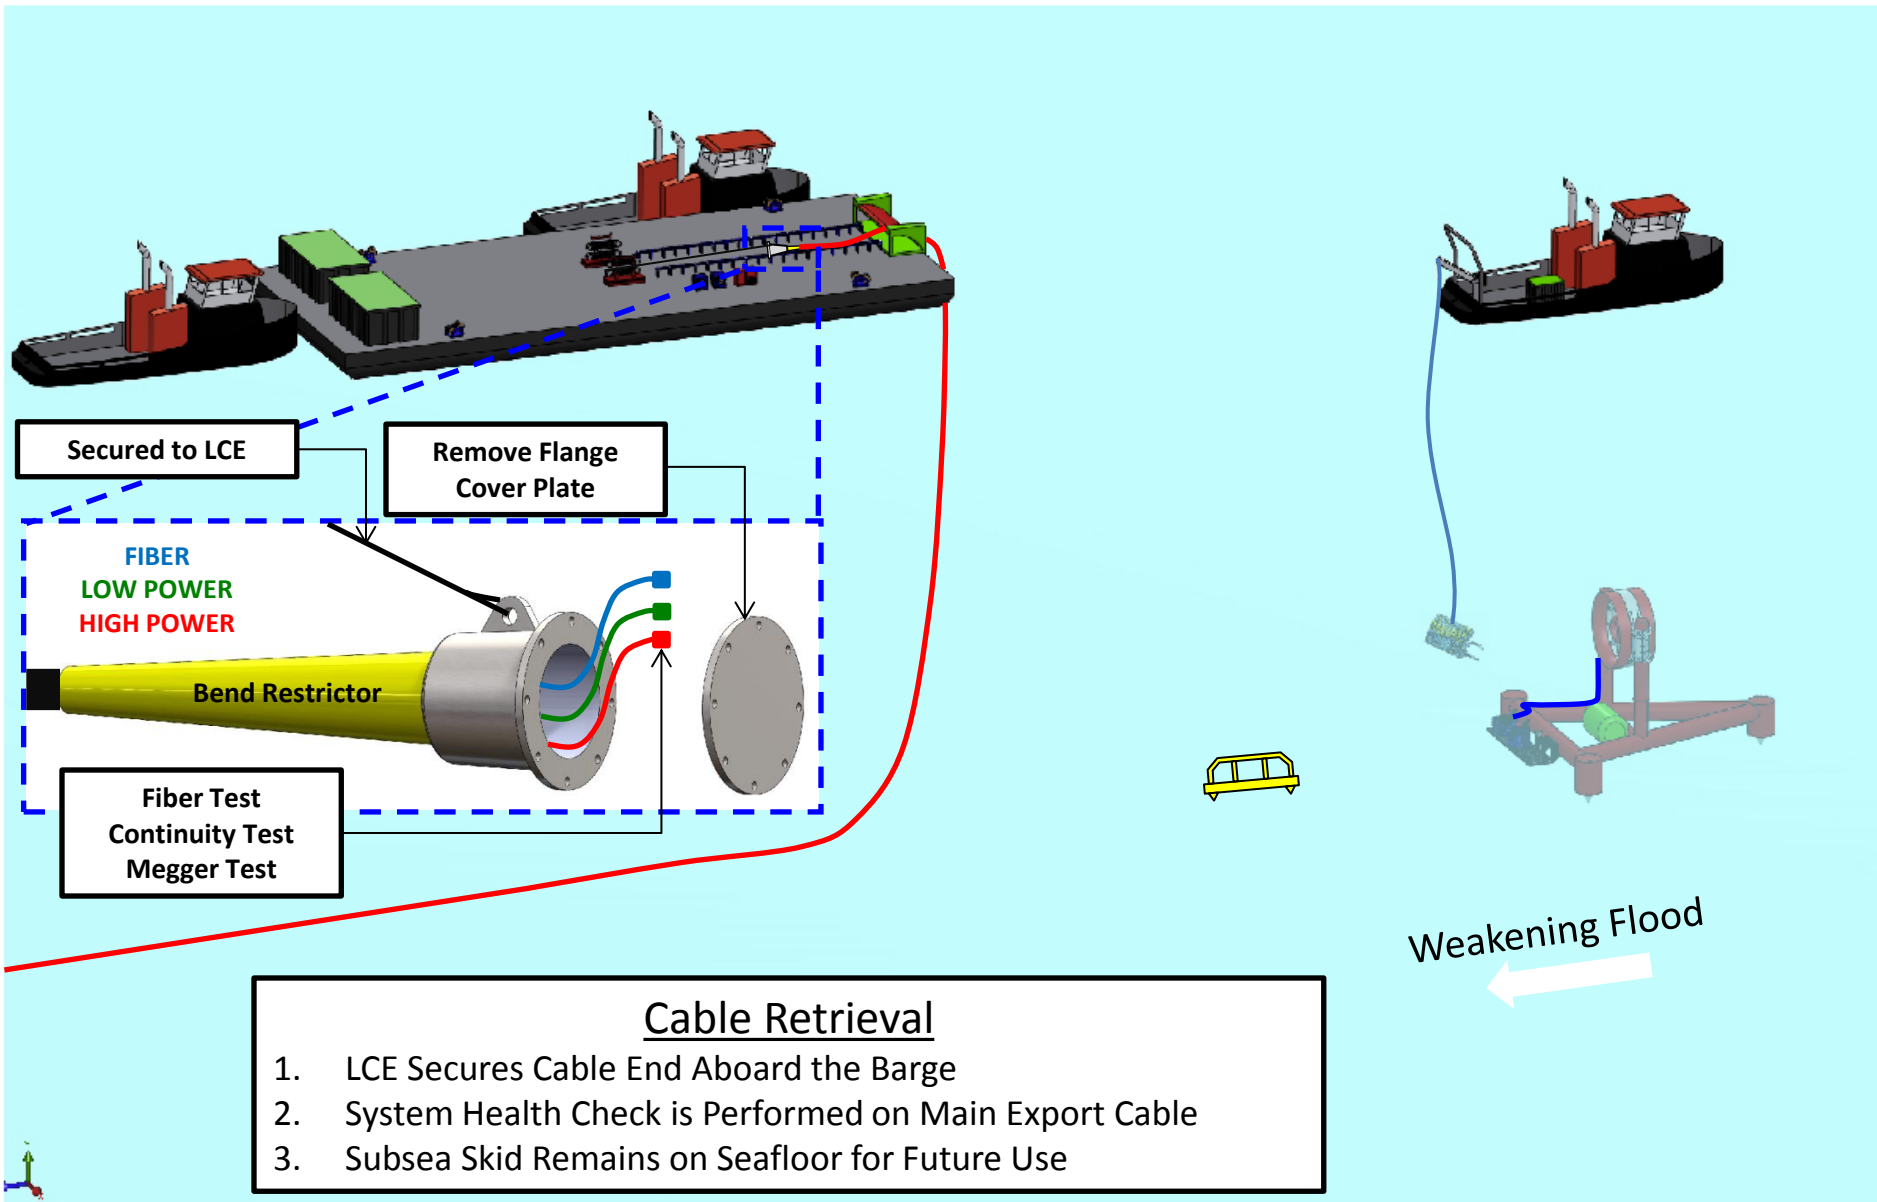 Secured to LCE
Remove Flange
Cover Plate
FIBER
LOW POWER
HIGH POWER
Bend Restrictor
Fiber Test
Continuity Test
Megger Test
Weakening Flood
Cable Retrieval
1. LCE Secures Cable End Aboard the Barge
2. System Health Check is Performed on Main Export Cable
3. Subsea Skid Remains on Seafloor for Future Use